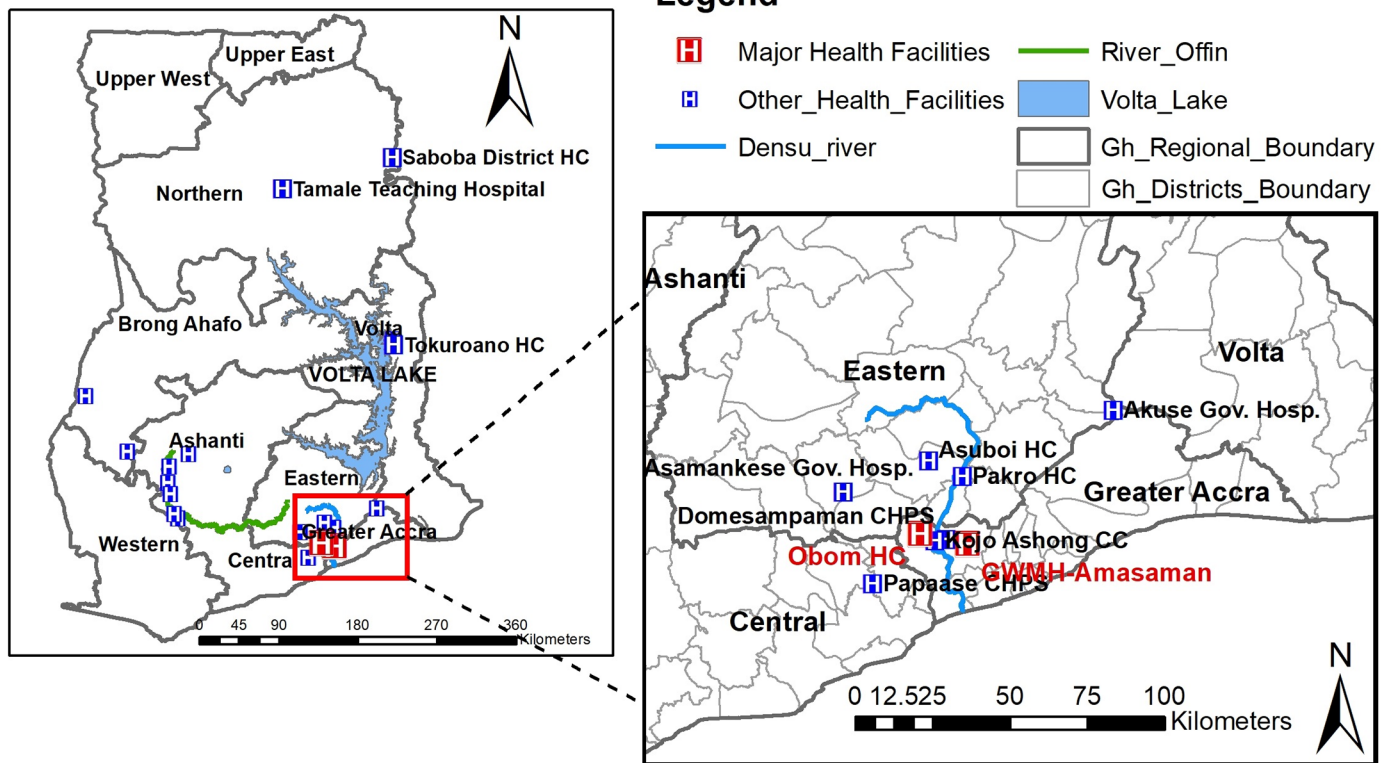 Legend
Major Health Facilities
Other_Health_Facilities
Densu_river
River_Offin
Volta_Lake
Gh_Regional_Boundary
Gh_Districts_Boundary
N
Upper East
Upper West
Saboba District HC
Northern
Tamale Teaching Hospital
Brong Ahafo
Volta
Tokuroano HC
VOLTA LAKE
Ashanti
Eastern
Greater Accra
Western
Centra
0 45 90 180 270 360
Kilometers
Ashanti
Volta
Eastern
Akuse Gov. Hosp.
Asuboi HC
Asamankese Gov. Hosp.
Pakro HC
Greater Accra
Domesampaman CHPS
Kojo Ashong CC
Obom HC
GWMH-Amasaman
Papaase CHPS
Central
N
0 12.525 50 75 100
Kilometers